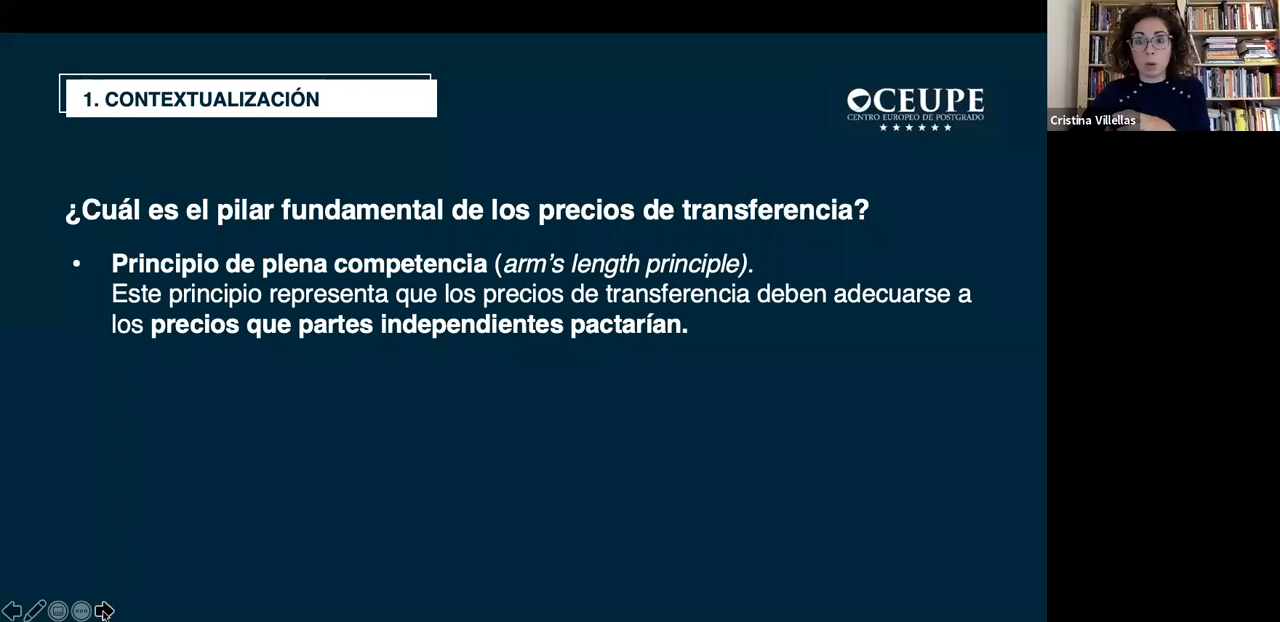 1. CONTEXTUALIZACIÓN
CEUPE
CENTRO EUROPEO DE POSTGRADO
Cristina Villellas
¿Cuál es el pilar fundamental de los precios de transferencia?
• Principio de plena competencia (arm's length principle).
Este principio representa que los precios de transferencia deben adecuarse a
los precios que partes independientes pactarían.